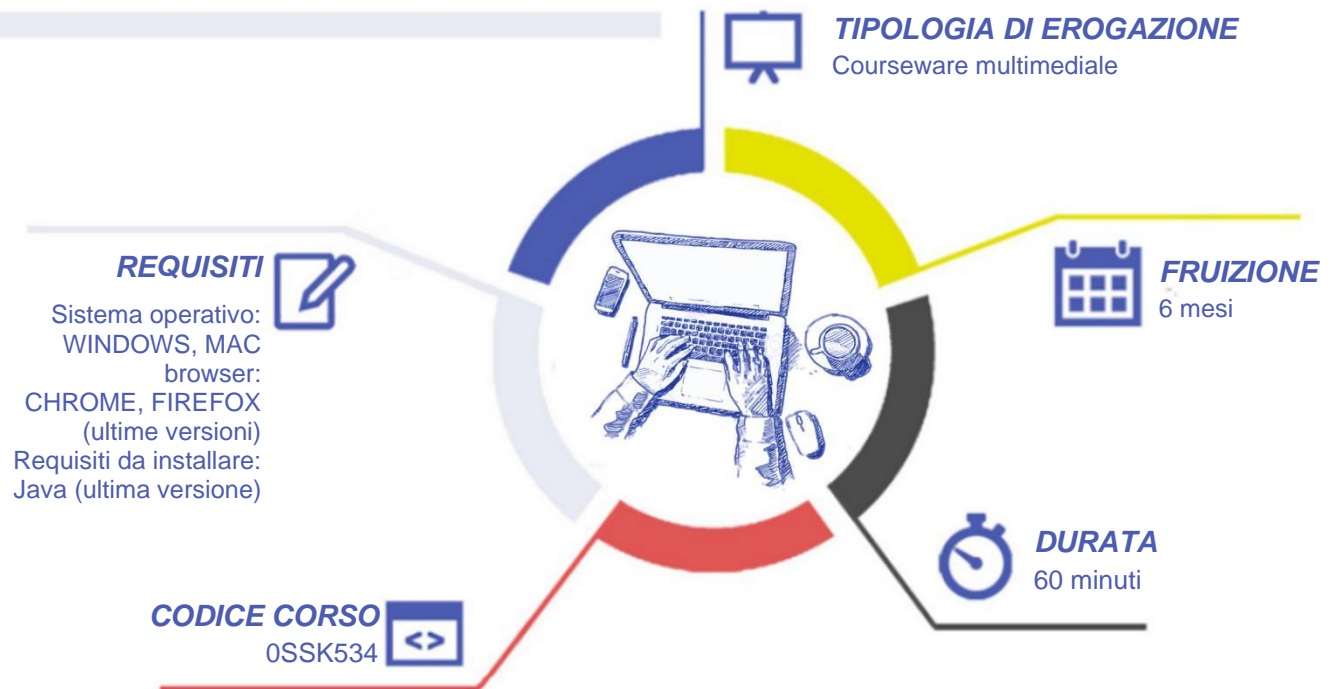 TIPOLOGIA DI EROGAZIONE
Courseware multimediale
REQUISITI
Sistema operativo:
WINDOWS, MAC
browser:
CHROME, FIREFOX
(ultime versioni)
Requisiti da installare:
Java (ultima versione)
FRUIZIONE
6 mesi
DURATA
60 minuti
CODICE CORSO
0SSK534